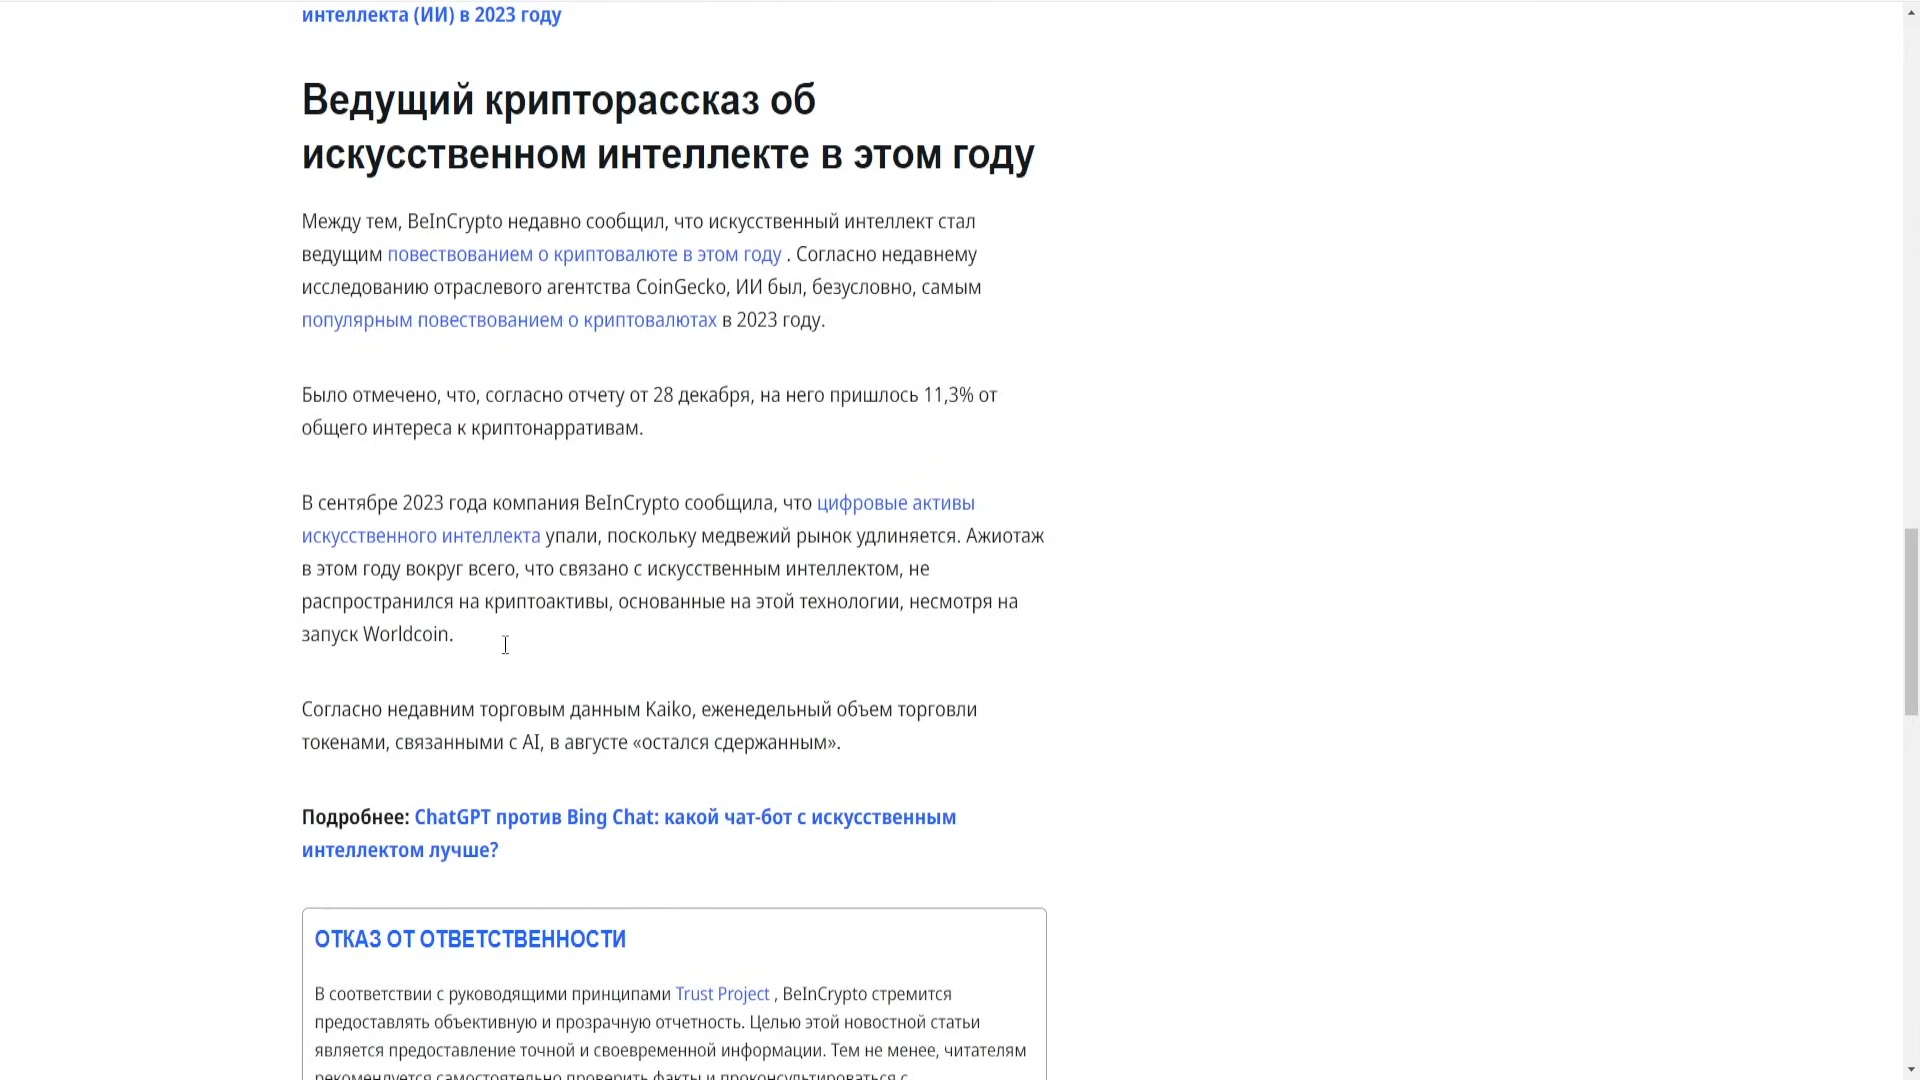 интеллекта (ИИ) в 2023 году
Ведущий крипторассказ об
искусственном интеллекте в этом году
Между тем, BeInCrypto недавно сообщил, что искусственный интеллект стал
ведущим повествованием о криптовалюте в этом году . Согласно недавнему
исследованию отраслевого агентства CoinGecko, ИИ был, безусловно, самым
популярным повествованием о криптовалютах в 2023 году.
Было отмечено, что, согласно отчету от 28 декабря, на него пришлось 11,3% от
общего интереса к криптонарративам.
В сентябре 2023 года компания BeInCrypto сообщила, что цифровые активы
искусственного интеллекта упали, поскольку медвежий рынок удлиняется. Ажиотаж
в этом году вокруг всего, что связано с искусственным интеллектом, не
распространился на криптоактивы, основанные на этой технологии, несмотря на
запуск Worldcoin.
Согласно недавним торговым данным Kaiko, еженедельный объем торговли
токенами, связанными с AI, в августе «остался сдержанным».
Подробнее: ChatGPT против Bing Chat: какой чат-бот с искусственным
интеллектом лучше?
ОТКАЗ ОТ ОТВЕТСТВЕННОСТИ
В соответствии с руководящими принципами Trust Project , BeInCrypto стремится
предоставлять объективную и прозрачную отчетность. Целью этой новостной статьи
является предоставление точной и своевременной информации. Тем не менее, читателям
рекомендуется самостоятельно проверить факты и проконсультироваться с